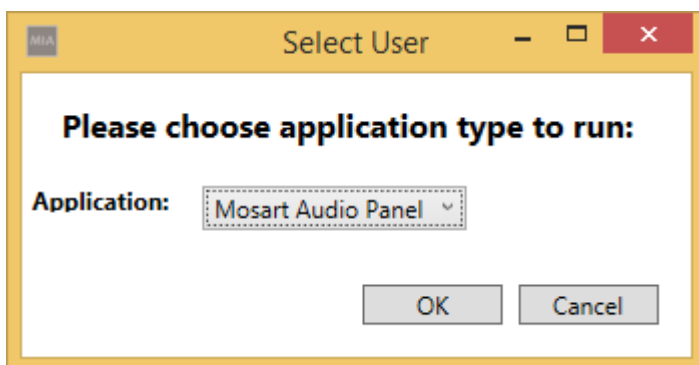 MIA
Select User
Please choose application type to run:
Application:
Mosart Audio Panel
OK
Cancel